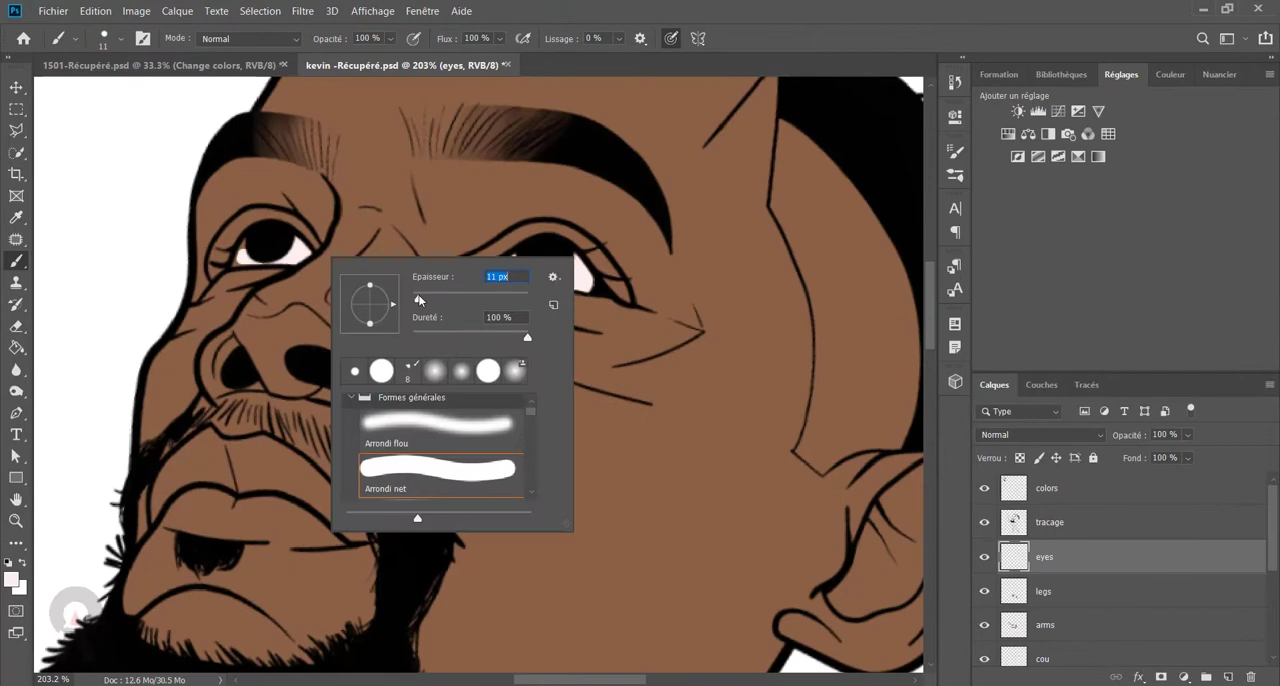 Ps Fichier Edition Image Calque Texte Sélection Filtre 3D Affichage Fenêtre Aide
11 Mode : Normal Opacité : 100 % Flux : 100 % Lissage : 0 %
1501-Récupéré.psd @ 33.3% (Change colors, RVB/8) * kevin -Récupéré.psd @ 203% (eyes, RVB/8) *
Formation Bibliothèques Réglages Couleur Nuancier
Ajouter un réglage
Epaisseur : 11 px
Dureté : 100 %
8
Formes générales
Arrondi flou
Arrondi net
Calques Couches Tracés
Type
Normal Opacité : 100 %
Verrou : Fond : 100 %
colors
tracage
eyes
legs
arms
cou
203.2 % Doc : 12.6 Mo/30.5 Mo